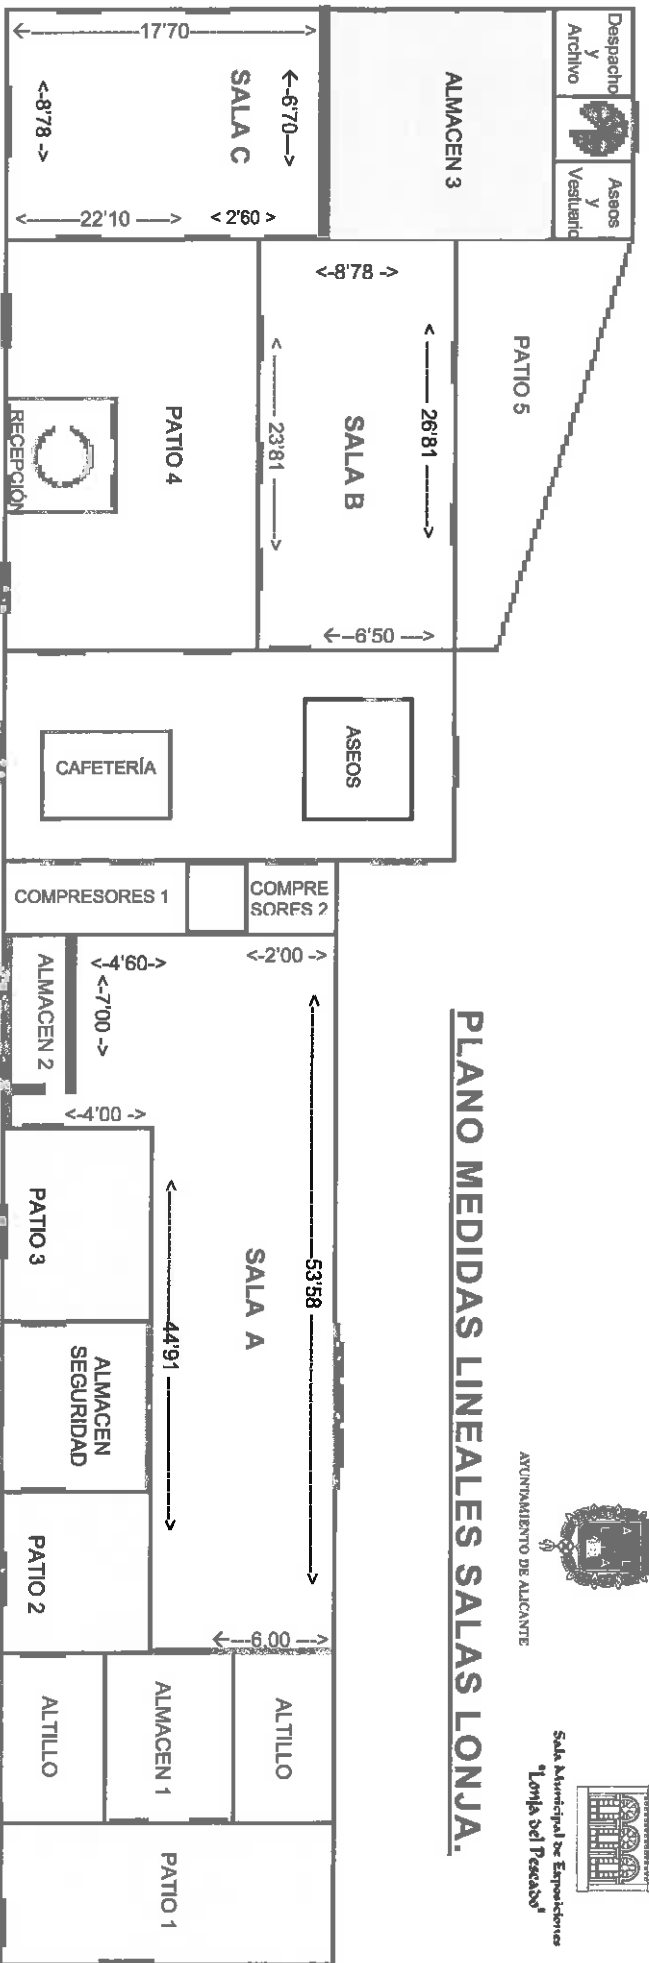 AYUNTAMIENTO DE ALICANTE
Sala Municipal de Exposiciones
"Lonja del Pescado"
PLANO MEDIDAS LINEALES SALAS LONJA.
Despacho
y
Archivo
Aseos
y
Vestuario
ALMACEN 3
PATIO 5
17'70
<-6'70->
SALA C
<-8'78 ->
22'10
< 2'60 >
<-8'78 ->
26'81
SALA B
23'81
<--6'50 -->
PATIO 4
RECEPCIÓN
ASEOS
CAFETERÍA
COMPRE
SORES 2
COMPRESORES 1
<-2'00 ->
53'58
<-4'60->
<-7'00 ->
SALA A
ALMACEN 2
<-4'00 ->
44'91
<---6.00 --->
PATIO 3
ALMACEN
SEGURIDAD
PATIO 2
ALTILLO
ALMACEN 1
ALTILLO
PATIO 1